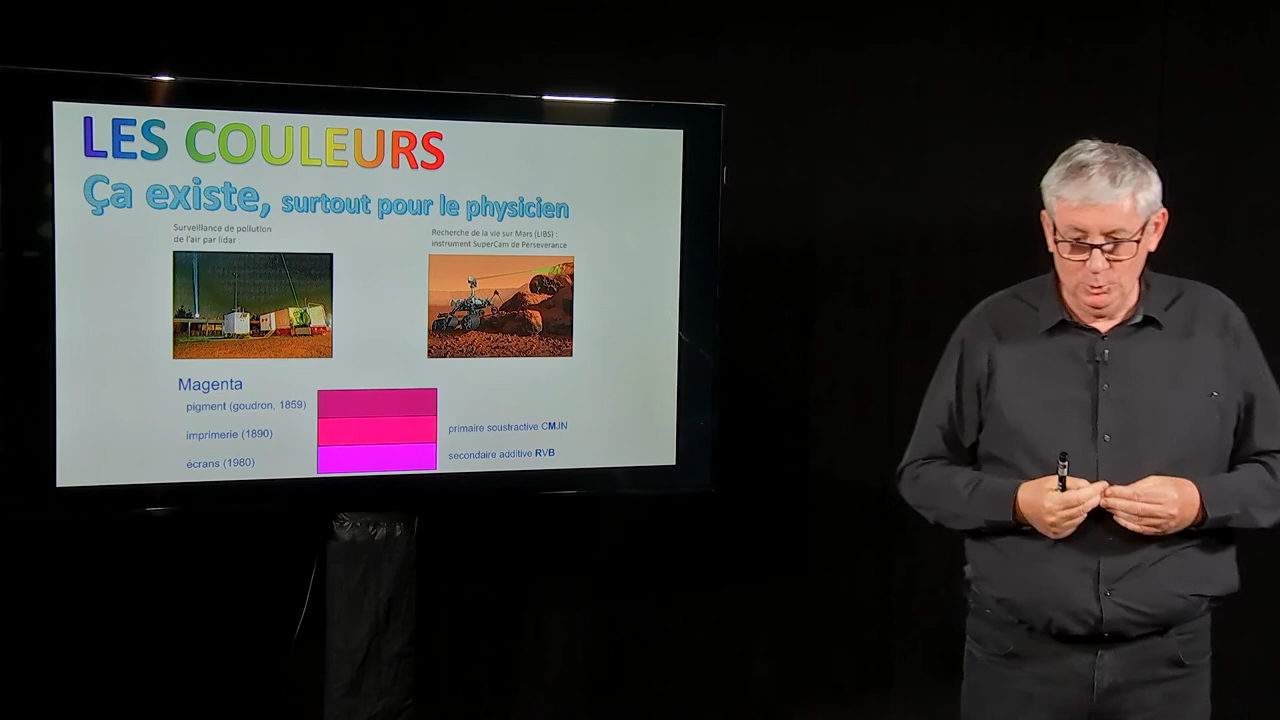 LES COULEURS
Ça existe, surtout pour le physicien
Surveillance de pollution
de l'air par lidar
Recherche de la vie sur Mars (LIBS) :
instrument SuperCam de Perseverance
Magenta
pigment (goudron, 1859)
imprimerie (1890)
primaire soustractive CMJN
écrans (1980)
secondaire additive RVB